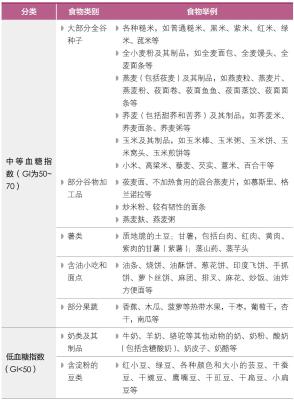 分类 食物类别 食物举例
中等血糖指数（GI为50~70）
大部分全谷种子
各种糙米，如普通糙米、黑米、紫米、红米、绿米、菰米等
全小麦粉及其制品，如全麦面包、全麦馒头、全麦面条等
燕麦（包括莜麦）及其制品，如燕麦粒、燕麦片、燕麦粉、莜面卷、莜面鱼鱼、莜面蒸饺、莜面面条等
荞麦（包括甜荞和苦荞）及其制品，如荞麦米、荞麦面条、荞麦粥等
玉米及其制品，如玉米棒、玉米粥、玉米饼、玉米窝头、玉米煎饼等
小米、高粱米、藜麦、芡实、薏米、百合干等
部分谷物加工品
莜麦面、不加热食用的混合燕麦片，如慕斯里、格兰诺拉等
炒米粉、较有韧性的面条
燕麦麸、燕麦粥
薯类
质地脆的土豆；甘薯，包括白肉、红肉、黄肉、紫肉的甘薯（紫薯）；蒸山药、蒸芋头
含油小吃和面点
油条、烧饼、油酥饼、葱花饼、印度飞饼、手抓饼、萝卜丝饼、麻团、排叉、麻花、炒饭、油炸方便面等
部分果蔬
香蕉、木瓜、菠萝等热带水果，干枣，葡萄干，杏干，南瓜等
低血糖指数（GI<50）
奶类及其制品
牛奶、羊奶、骆驼等其他动物的奶、奶粉、酸奶（包括含糖酸奶）、奶皮子、奶酪等
含淀粉的豆类
红小豆、绿豆、各种颜色和大小的芸豆、干蚕豆、干豌豆、鹰嘴豆、干豇豆、干扁豆、小扁豆等